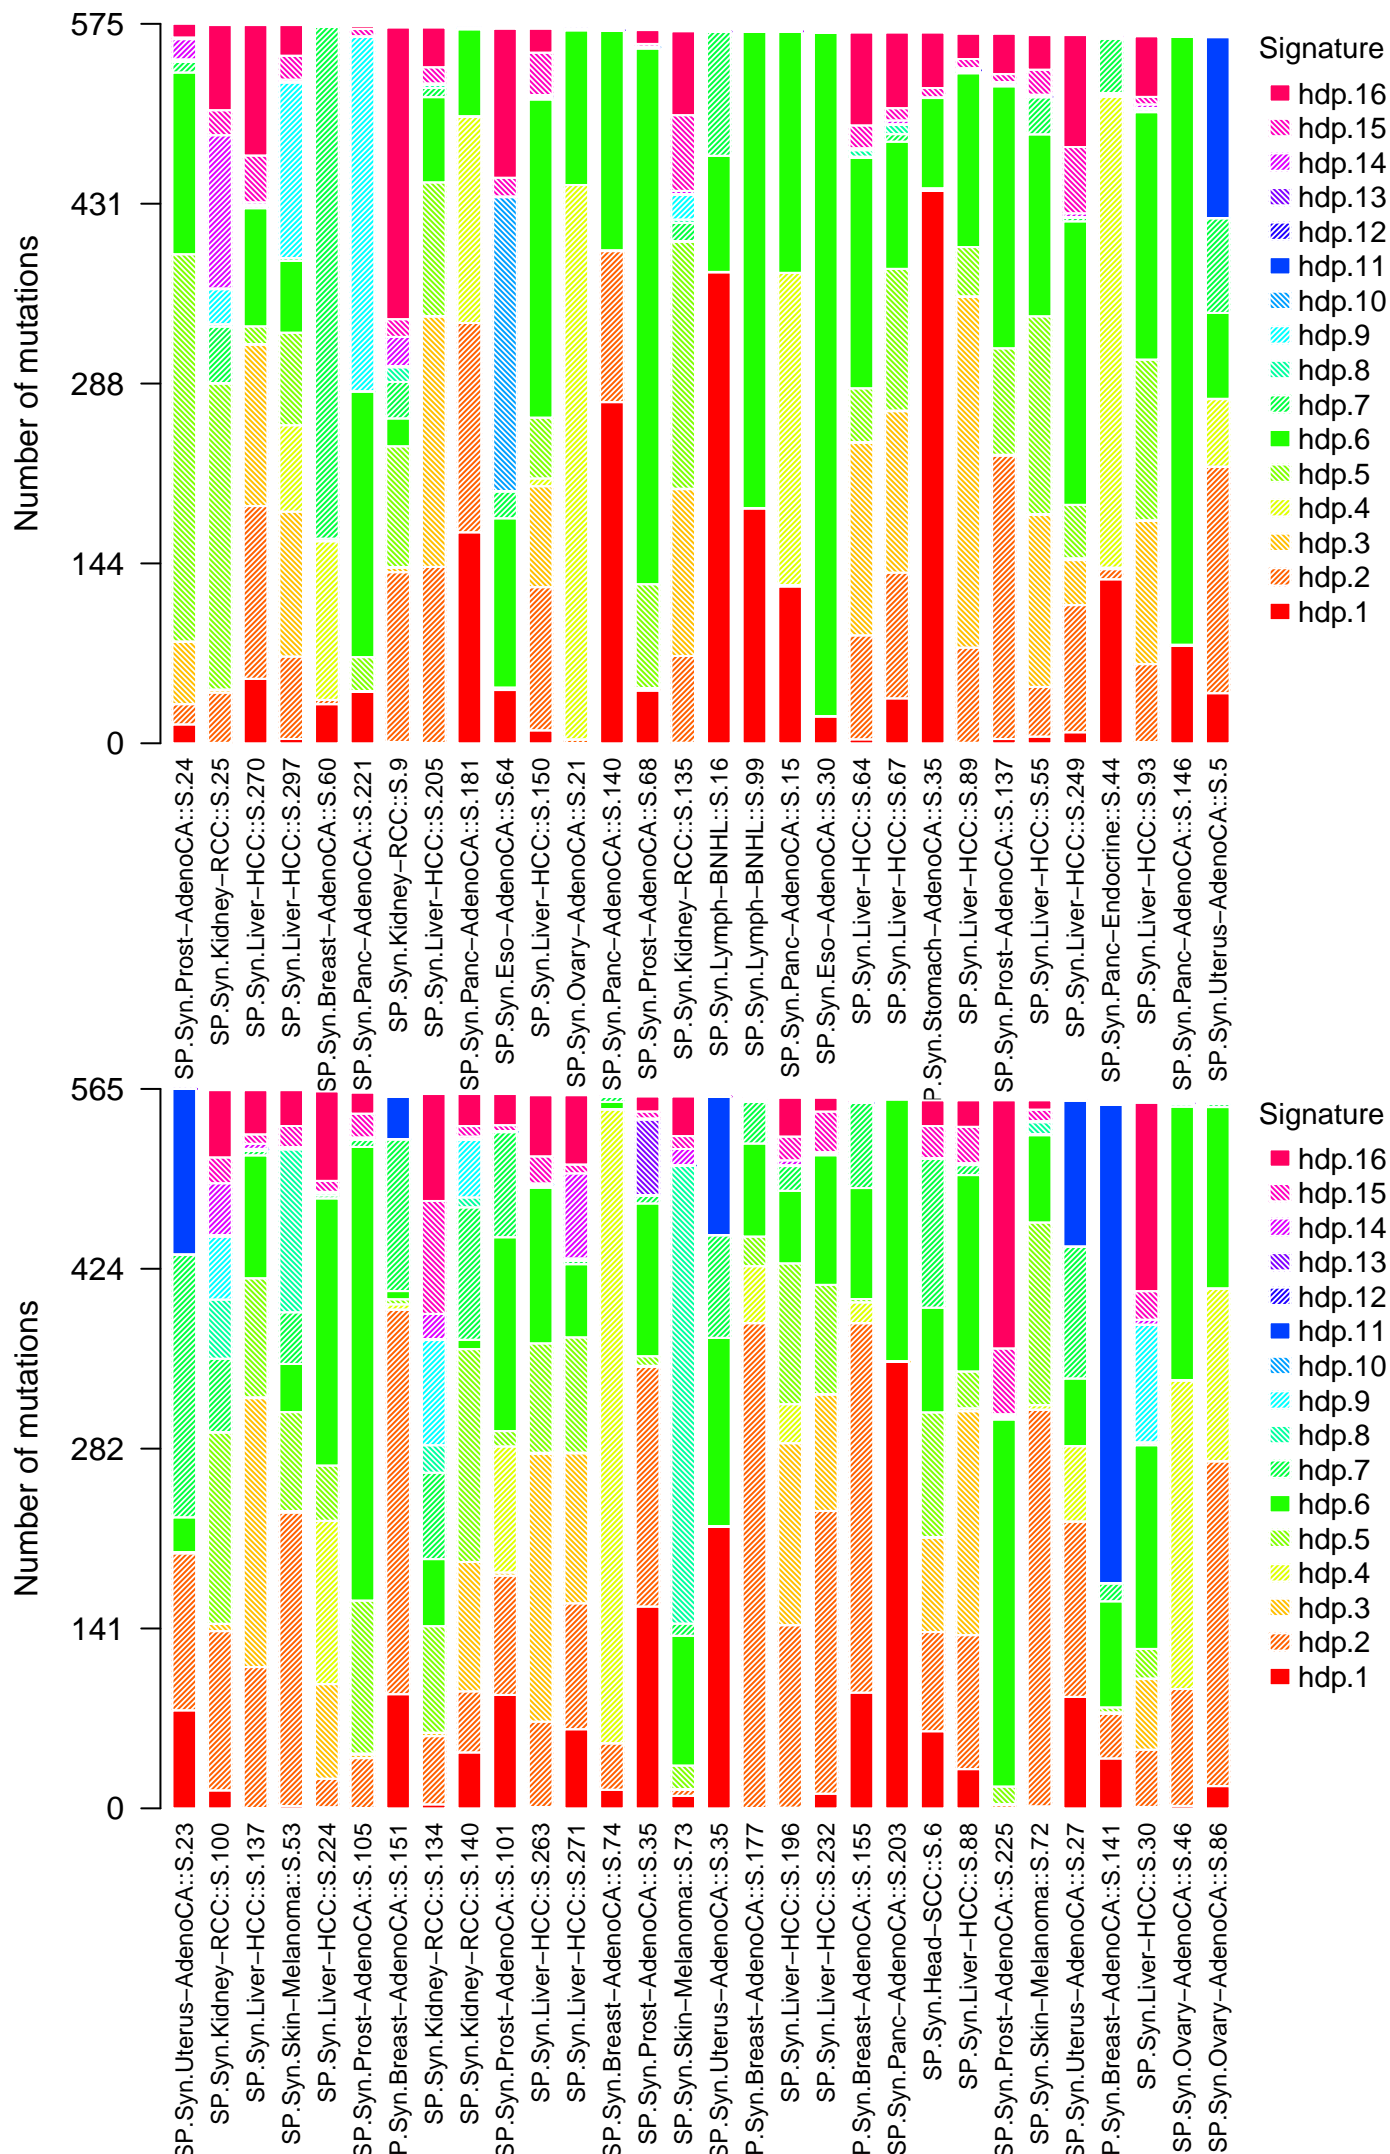 575
431
288
144
0
Number of mutations
Signature
hdp.16
hdp.15
hdp.14
hdp.13
hdp.12
hdp.11
hdp.10
hdp.9
hdp.8
hdp.7
hdp.6
hdp.5
hdp.4
hdp.3
hdp.2
hdp.1
SP.Syn.Prost−AdenoCA::S.24
SP.Syn.Kidney−RCC::S.25
SP.Syn.Liver−HCC::S.270
SP.Syn.Liver−HCC::S.297
SP.Syn.Breast−AdenoCA::S.60
SP.Syn.Panc−AdenoCA::S.221
SP.Syn.Kidney−RCC::S.9
SP.Syn.Liver−HCC::S.205
SP.Syn.Panc−AdenoCA::S.181
SP.Syn.Eso−AdenoCA::S.64
SP.Syn.Liver−HCC::S.150
SP.Syn.Ovary−AdenoCA::S.21
SP.Syn.Panc−AdenoCA::S.140
SP.Syn.Prost−AdenoCA::S.68
SP.Syn.Kidney−RCC::S.135
SP.Syn.Lymph−BNHL::S.16
SP.Syn.Lymph−BNHL::S.99
SP.Syn.Panc−AdenoCA::S.15
SP.Syn.Eso−AdenoCA::S.30
SP.Syn.Liver−HCC::S.64
SP.Syn.Liver−HCC::S.67
P.Syn.Stomach−AdenoCA::S.35
SP.Syn.Liver−HCC::S.89
SP.Syn.Prost−AdenoCA::S.137
SP.Syn.Liver−HCC::S.55
SP.Syn.Liver−HCC::S.249
SP.Syn.Panc−Endocrine::S.44
SP.Syn.Liver−HCC::S.93
SP.Syn.Panc−AdenoCA::S.146
SP.Syn.Uterus−AdenoCA::S.5
565
424
282
141
0
Number of mutations
Signature
hdp.16
hdp.15
hdp.14
hdp.13
hdp.12
hdp.11
hdp.10
hdp.9
hdp.8
hdp.7
hdp.6
hdp.5
hdp.4
hdp.3
hdp.2
hdp.1
SP.Syn.Uterus−AdenoCA::S.23
SP.Syn.Kidney−RCC::S.100
SP.Syn.Liver−HCC::S.137
SP.Syn.Skin−Melanoma::S.53
SP.Syn.Liver−HCC::S.224
SP.Syn.Prost−AdenoCA::S.105
P.Syn.Breast−AdenoCA::S.151
SP.Syn.Kidney−RCC::S.134
SP.Syn.Kidney−RCC::S.140
SP.Syn.Prost−AdenoCA::S.101
SP.Syn.Liver−HCC::S.263
SP.Syn.Liver−HCC::S.271
SP.Syn.Breast−AdenoCA::S.74
SP.Syn.Prost−AdenoCA::S.35
SP.Syn.Skin−Melanoma::S.73
SP.Syn.Uterus−AdenoCA::S.35
P.Syn.Breast−AdenoCA::S.177
SP.Syn.Liver−HCC::S.196
SP.Syn.Liver−HCC::S.232
P.Syn.Breast−AdenoCA::S.155
SP.Syn.Panc−AdenoCA::S.203
SP.Syn.Head−SCC::S.6
SP.Syn.Liver−HCC::S.88
SP.Syn.Prost−AdenoCA::S.225
SP.Syn.Skin−Melanoma::S.72
SP.Syn.Uterus−AdenoCA::S.27
P.Syn.Breast−AdenoCA::S.141
SP.Syn.Liver−HCC::S.30
SP.Syn.Ovary−AdenoCA::S.46
SP.Syn.Ovary−AdenoCA::S.86